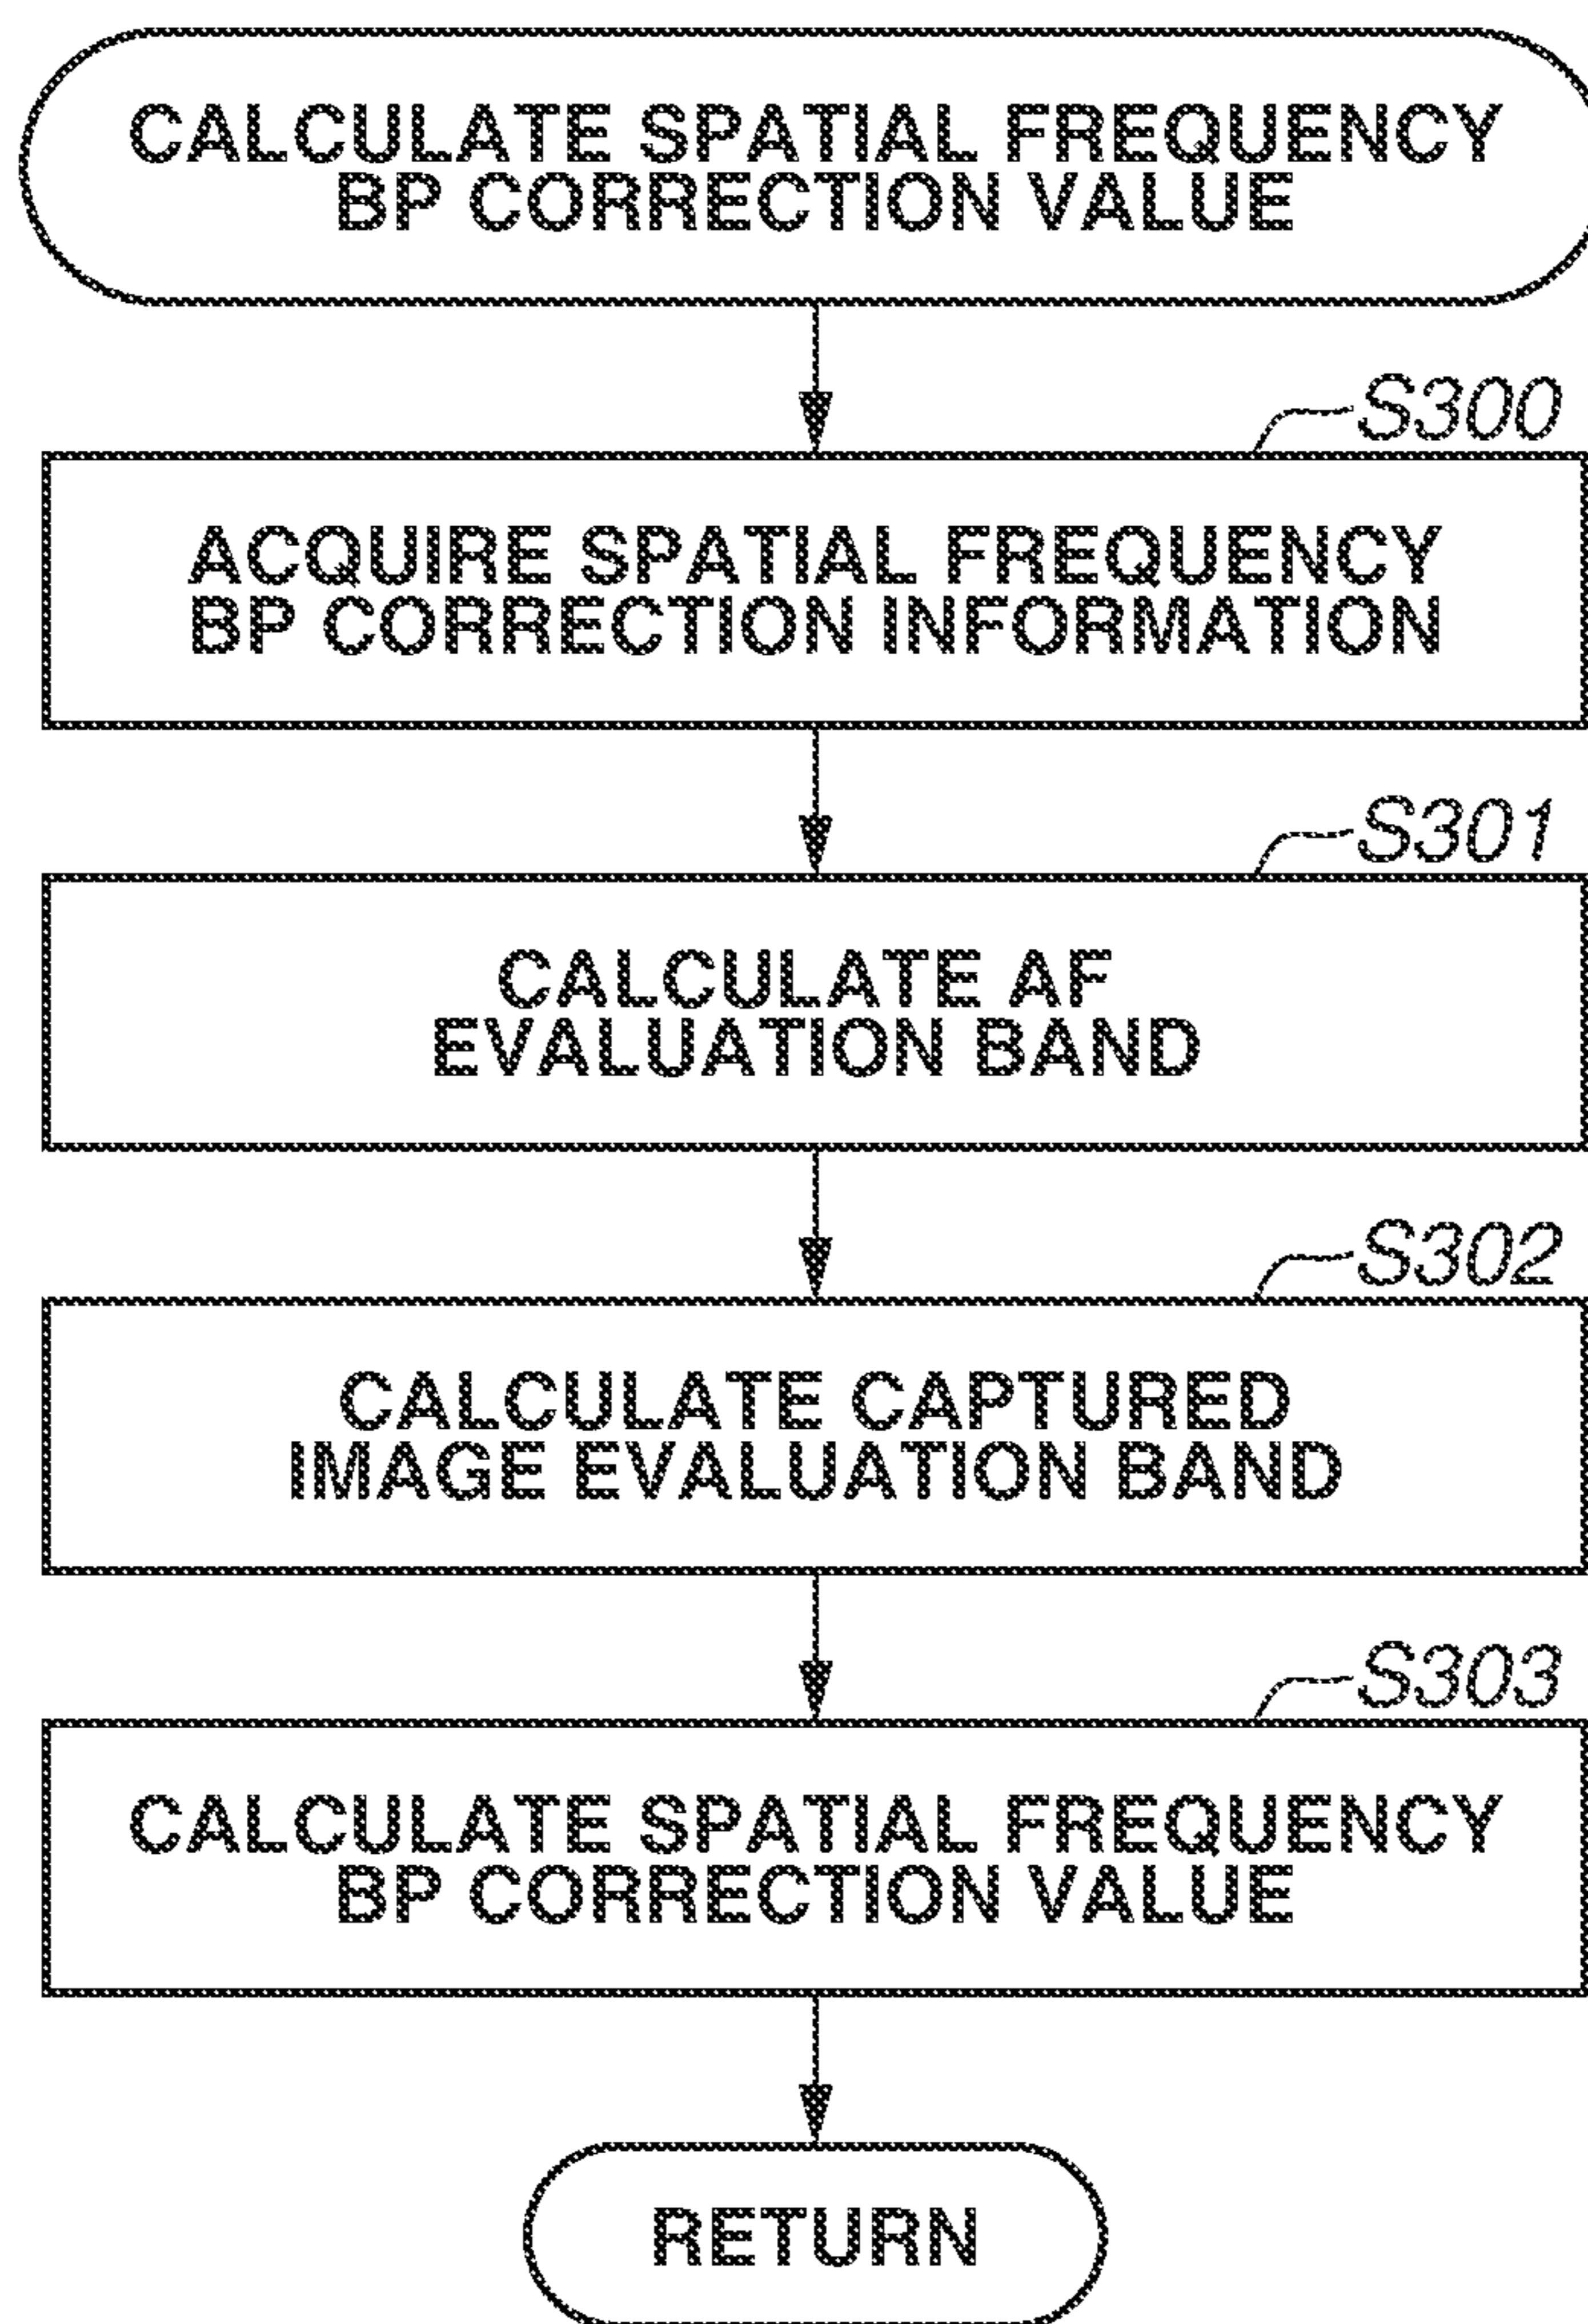 CALCULATE SPATIAL FREQUENCY
BP CORRECTION VALUE
S300
ACQUIRE SPATIAL FREQUENCY
BP CORRECTION INFORMATION
S301
CALCULATE AF
EVALUATION BAND
S302
CALCULATE CAPTURED
IMAGE EVALUATION BAND
S303
CALCULATE SPATIAL FREQUENCY
BP CORRECTION VALUE
RETURN